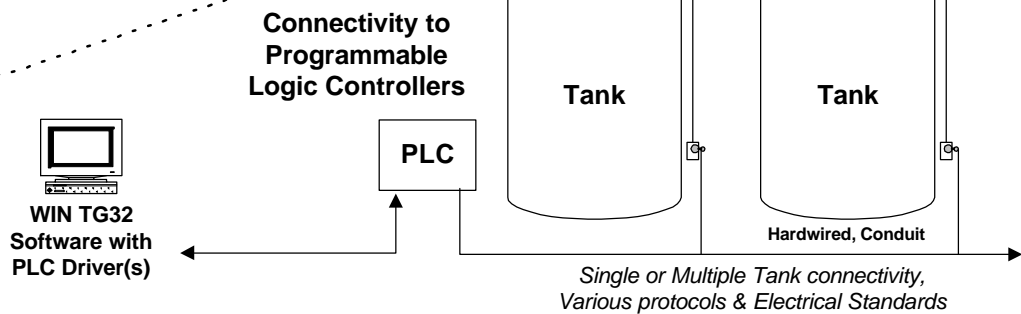 Connectivity to
Programmable
Logic Controllers
Tank
Tank
PLC
WIN TG32
Software with
PLC Driver(s)
Hardwired, Conduit
Single or Multiple Tank connectivity,
Various protocols & Electrical Standards